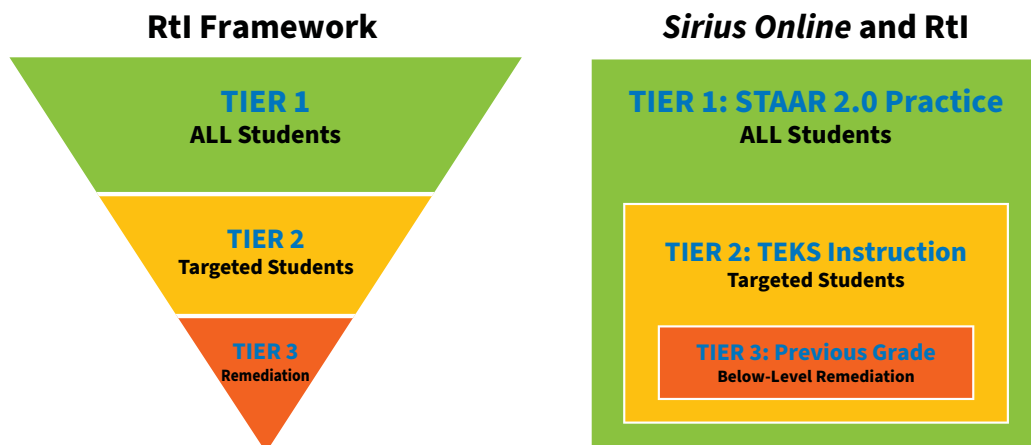 RtI Framework
TIER 1
ALL Students
TIER 2
Targeted Students
TIER 3
Remediation
Sirius Online and RtI
TIER 1: STAAR 2.0 Practice
ALL Students
TIER 2: TEKS Instruction
Targeted Students
TIER 3: Previous Grade
Below-Level Remediation